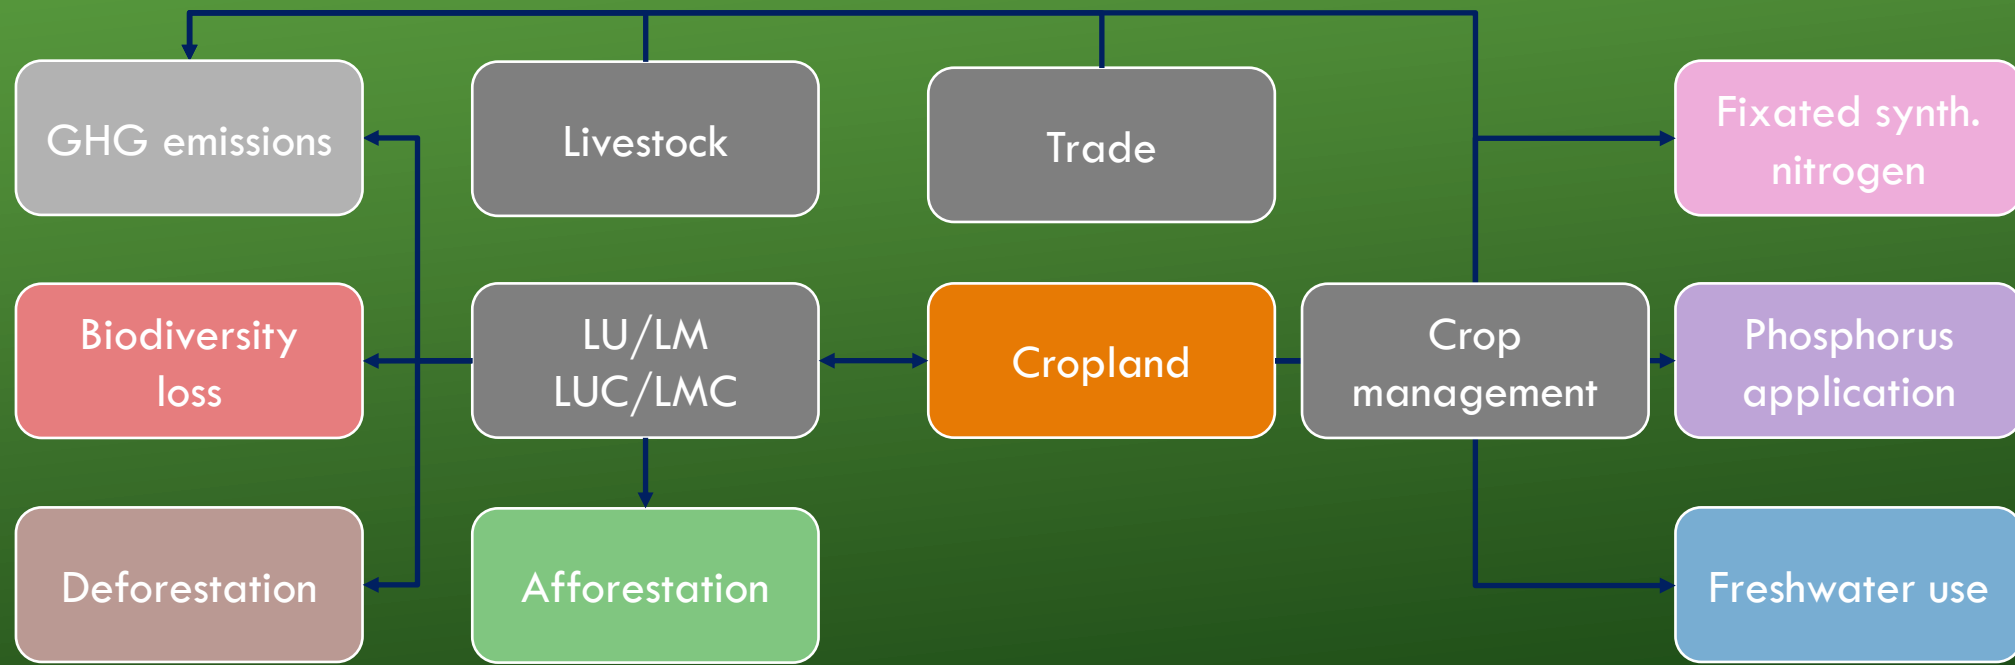 GHG emissions
Livestock
Trade
Fixated synth.
nitrogen
Biodiversity
loss
LU/LM
LUC/LMC
Cropland
Crop
management
Phosphorus
application
Deforestation
Afforestation
Freshwater use